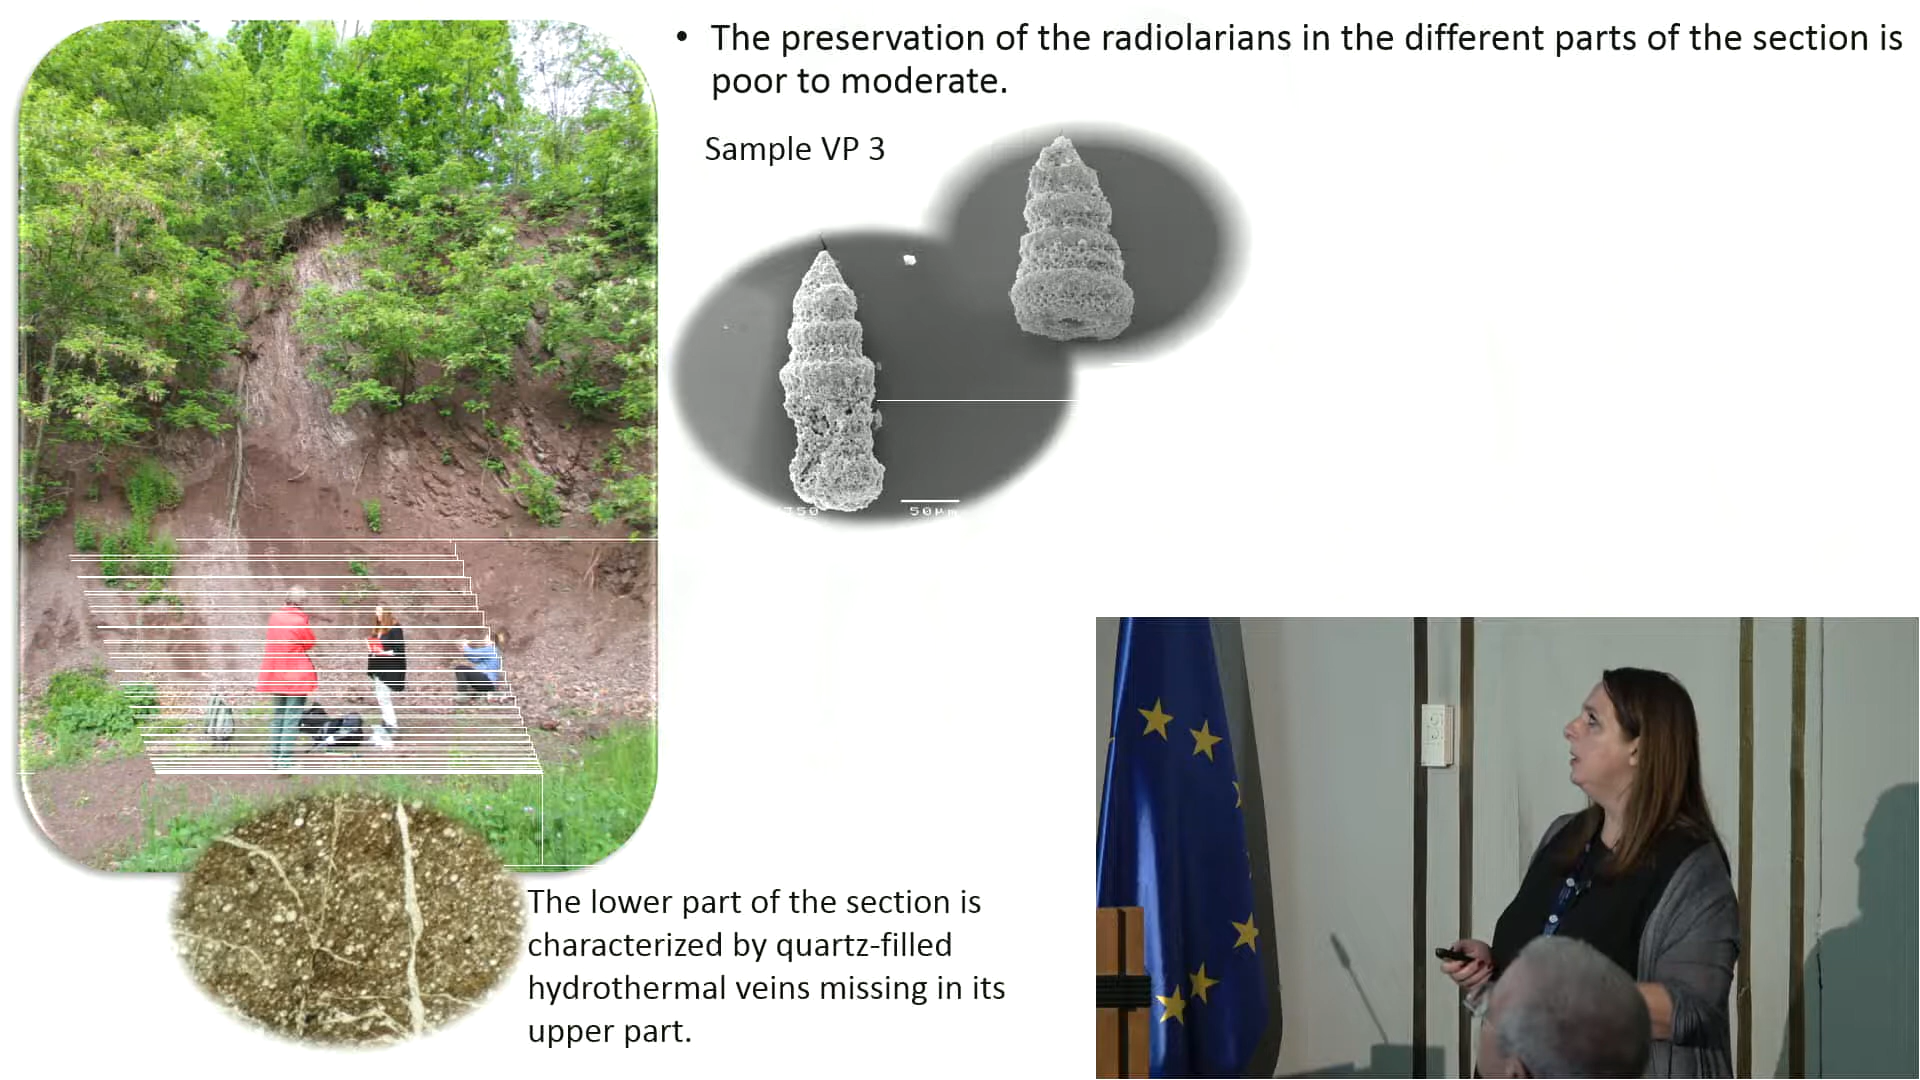 • The preservation of the radiolarians in the different parts of the section is
poor to moderate.
Sample VP 3
750
50µm
The lower part of the section is
characterized by quartz-filled
hydrothermal veins missing in its
upper part.